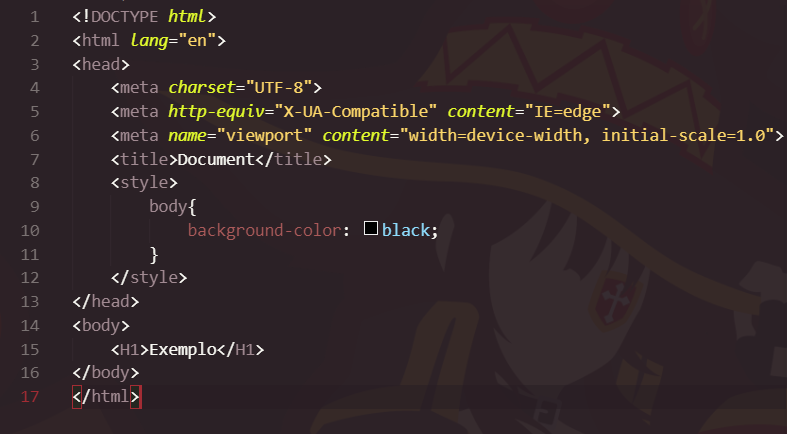 1 <!DOCTYPE html>
2 <html lang="en">
3 <head>
4     <meta charset="UTF-8">
5     <meta http-equiv="X-UA-Compatible" content="IE=edge">
6     <meta name="viewport" content="width=device-width, initial-scale=1.0">
7     <title>Document</title>
8     <style>
9         body{
10             background-color: black;
11         }
12     </style>
13 </head>
14 <body>
15     <H1>Exemplo</H1>
16 </body>
17 </html>